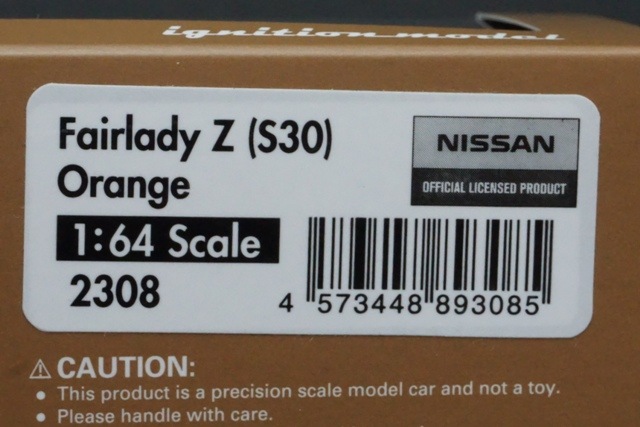 ignition model
Fairlady Z (S30)
Orange
1:64 Scale
2308
NISSAN
OFFICIAL LICENSED PRODUCT
4 573448 893085
⚠ CAUTION:
• This product is a precision scale model car and not a toy.
• Please handle with care.